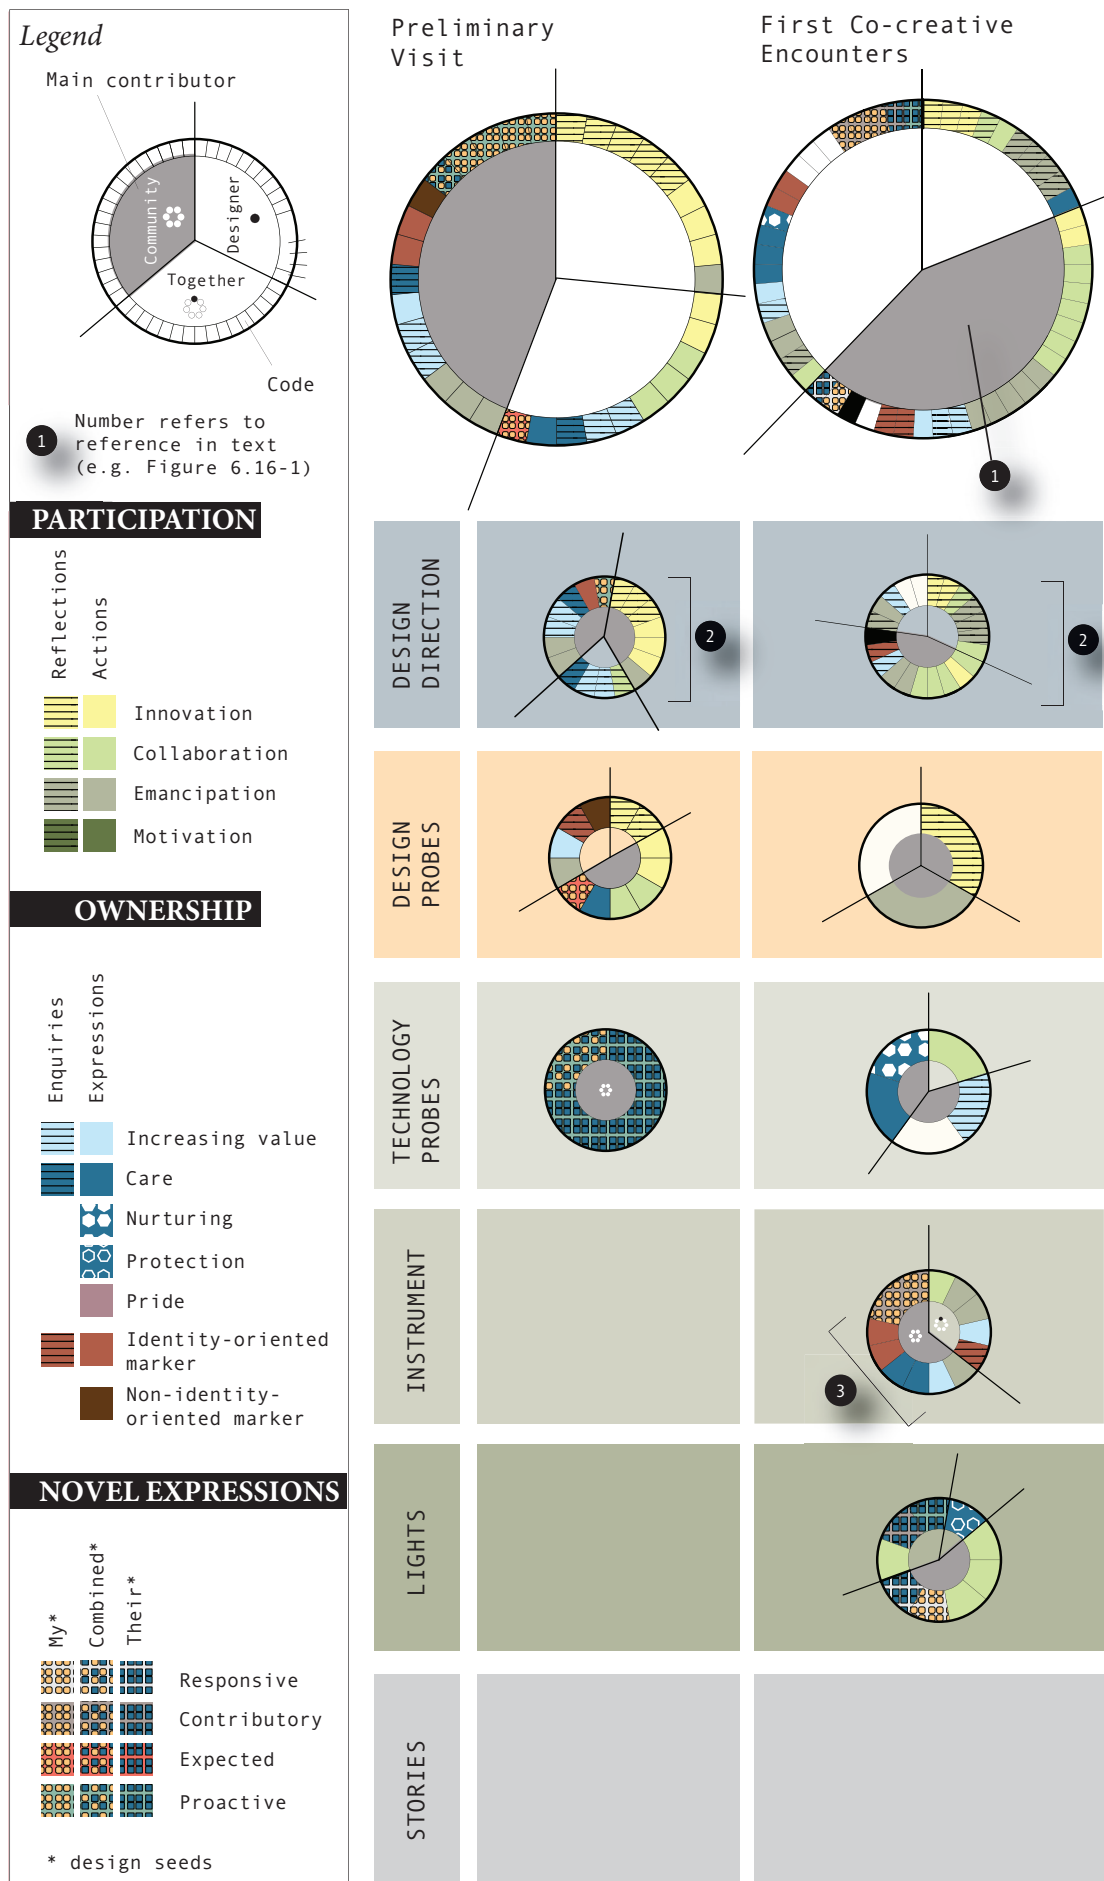 Legend
Main contributor
Community
Designer
Together
Code
1
Number refers to
reference in text
(e.g. Figure 6.16-1)
PARTICIPATION
Reflections
Actions
Innovation
Collaboration
Emancipation
Motivation
OWNERSHIP
Enquiries
Expressions
Increasing value
Care
Nurturing
Protection
Pride
Identity-oriented
marker
Non-identity-
oriented marker
NOVEL EXPRESSIONS
My*
Combined*
Their*
Responsive
Contributory
Expected
Proactive
* design seeds
Preliminary
Visit
First Co-creative
Encounters
1
DESIGN
DIRECTION
2
2
DESIGN
PROBES
TECHNOLOGY
PROBES
INSTRUMENT
3
LIGHTS
STORIES